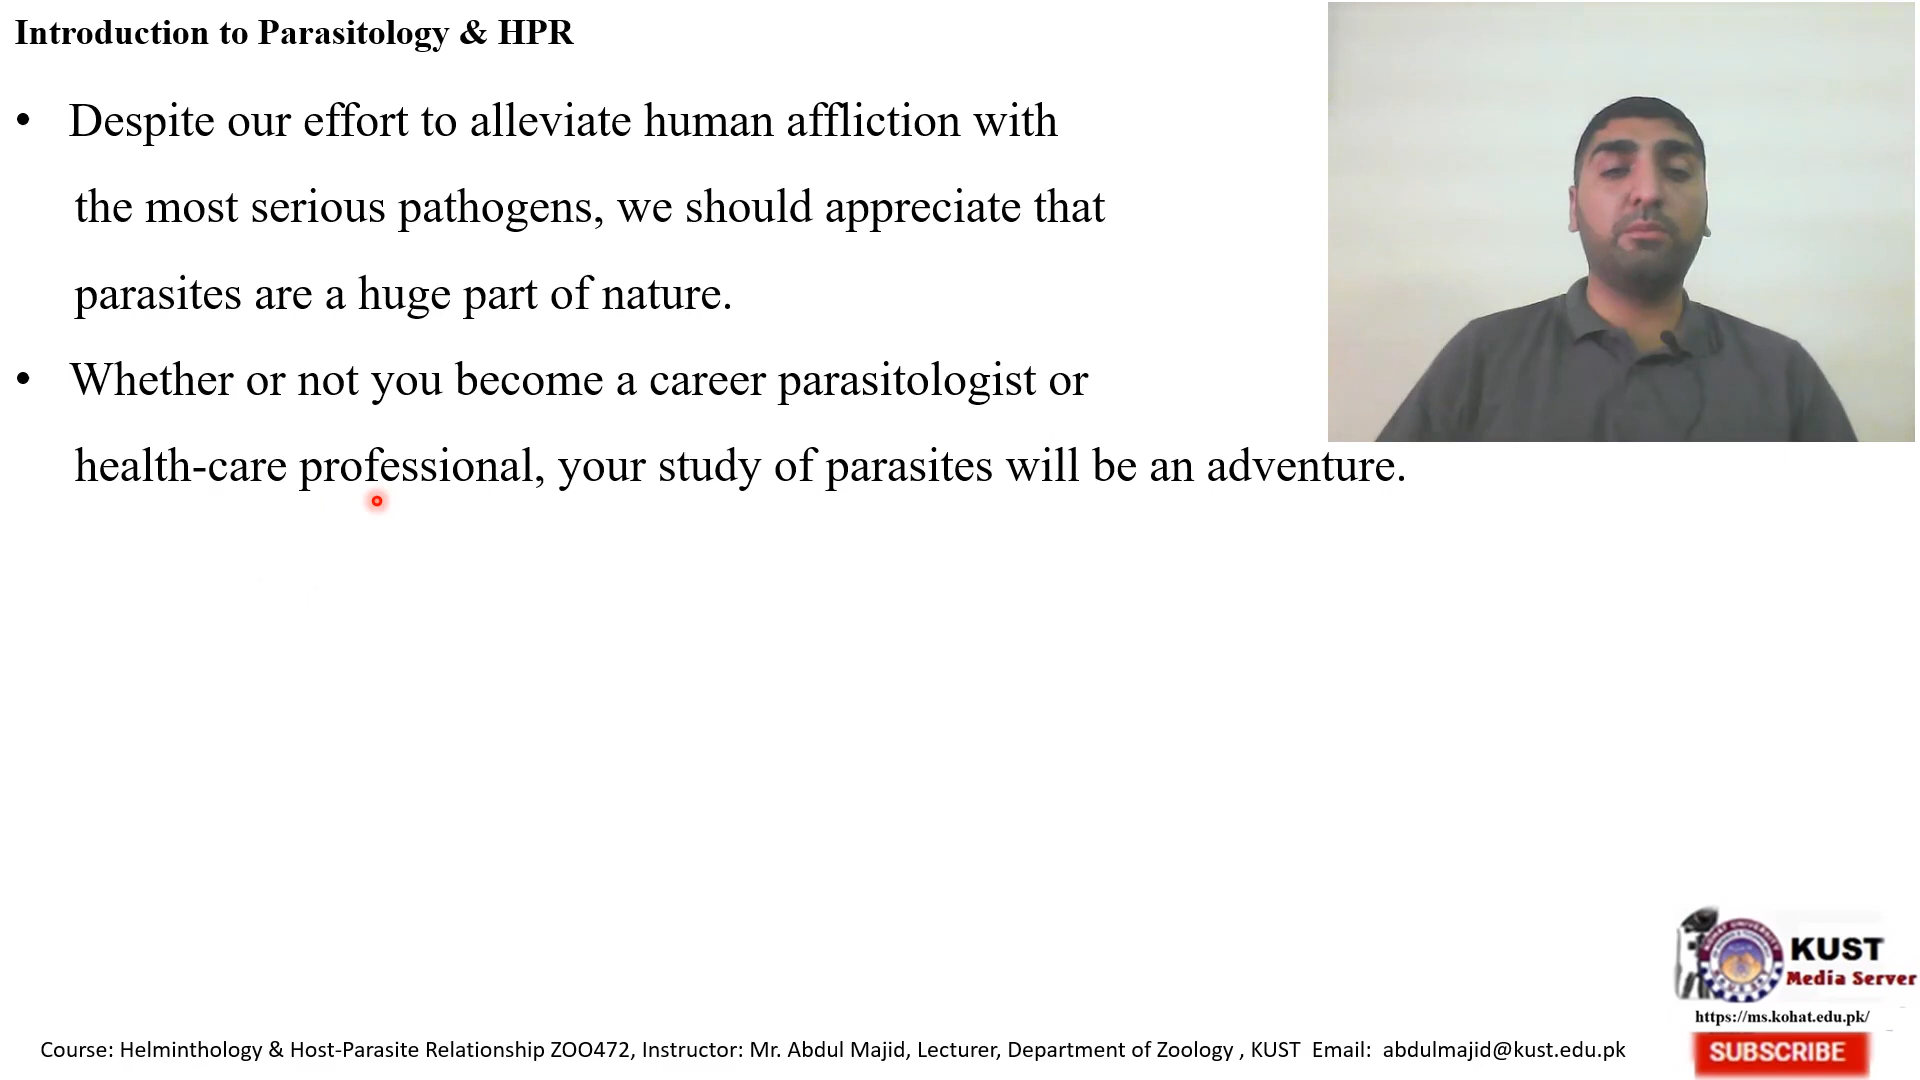 Introduction to Parasitology & HPR
• Despite our effort to alleviate human affliction with
the most serious pathogens, we should appreciate that
parasites are a huge part of nature.
• Whether or not you become a career parasitologist or
health-care professional, your study of parasites will be an adventure.
KUST
Media Server
https://ms.kohat.edu.pk/
SUBSCRIBE
Course: Helminthology & Host-Parasite Relationship ZOO472, Instructor: Mr. Abdul Majid, Lecturer, Department of Zoology , KUST Email: abdulmajid@kust.edu.pk